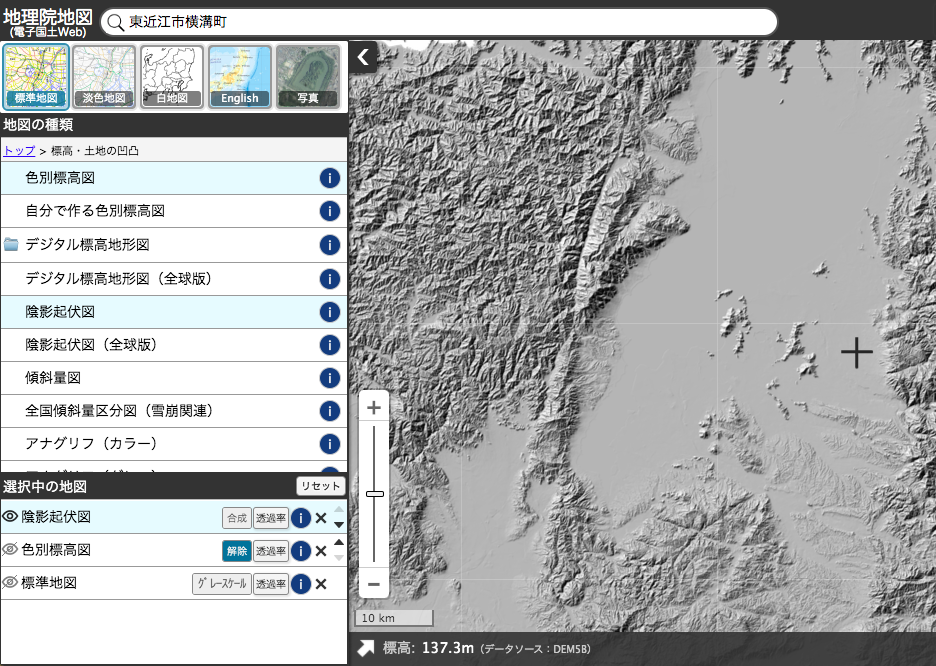 地理院地図
(電子国土Web)
東近江市横溝町
標準地図
淡色地図
白地図
English
写真
地図の種類
トップ > 標高・土地の凹凸
色別標高図
自分で作る色別標高図
デジタル標高地形図
デジタル標高地形図（全球版）
陰影起伏図
陰影起伏図（全球版）
傾斜量図
全国傾斜量区分図（雪崩関連）
アナグリフ（カラー）
選択中の地図 リセット
陰影起伏図 合成 透過率
色別標高図 解除 透過率
標準地図 グレースケール 透過率
10 km
標高: 137.3m（データソース：DEM5B）